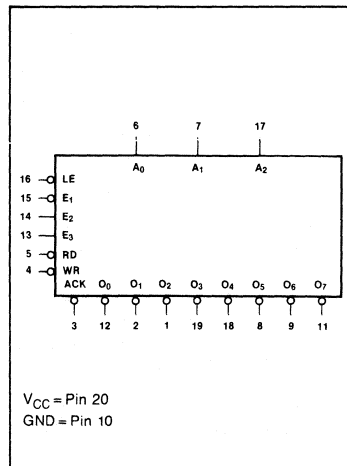 6 7 17
A0 A1 A2
16 LE
15 E1
14 E2
13 E3
5 RD
4 WR
ACK O0 O1 O2 O3 O4 O5 O6 O7
3 12 2 1 19 18 8 9 11
VCC = Pin 20
GND = Pin 10